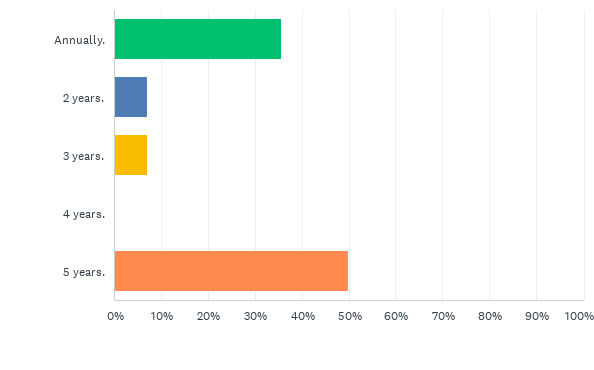 Annually.
2 years.
3 years.
4 years.
5 years.
0% 10% 20% 30% 40% 50% 60% 70% 80% 90% 100%